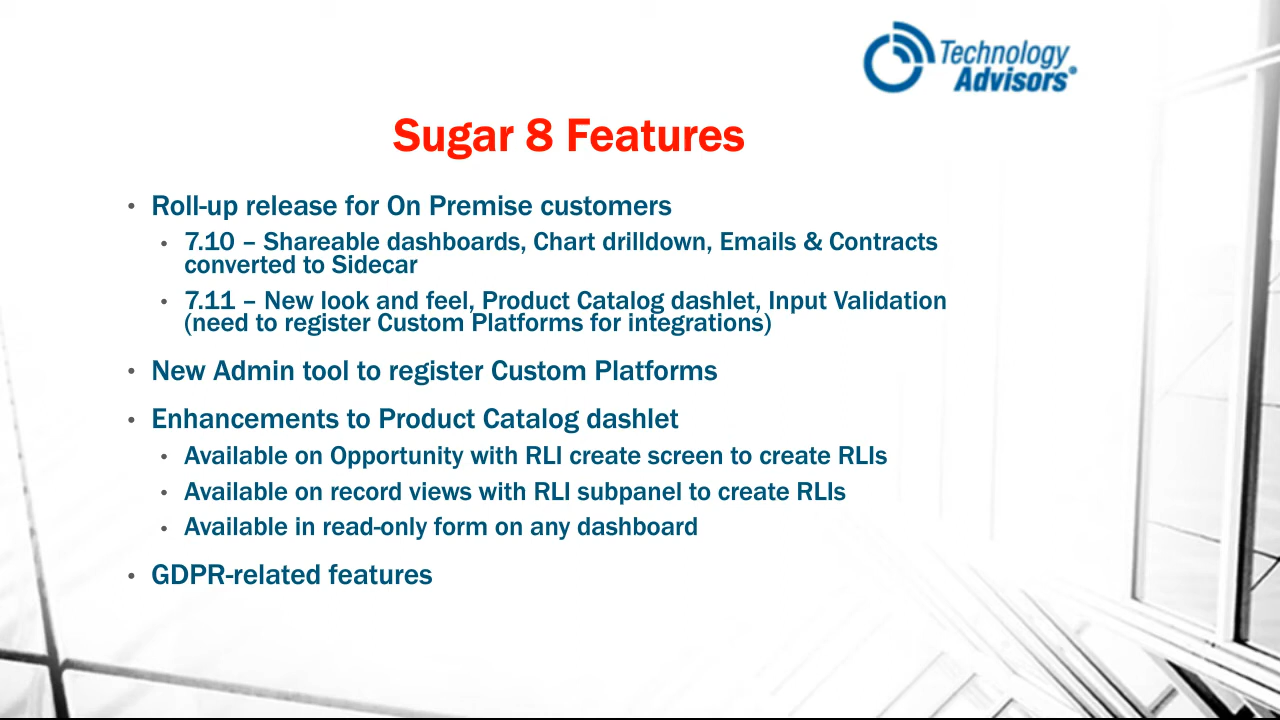 Technology
Advisors®
Sugar 8 Features
• Roll-up release for On Premise customers
• 7.10 – Shareable dashboards, Chart drilldown, Emails & Contracts
converted to Sidecar
• 7.11 – New look and feel, Product Catalog dashlet, Input Validation
(need to register Custom Platforms for integrations)
• New Admin tool to register Custom Platforms
• Enhancements to Product Catalog dashlet
• Available on Opportunity with RLI create screen to create RLIs
• Available on record views with RLI subpanel to create RLIs
• Available in read-only form on any dashboard
• GDPR-related features